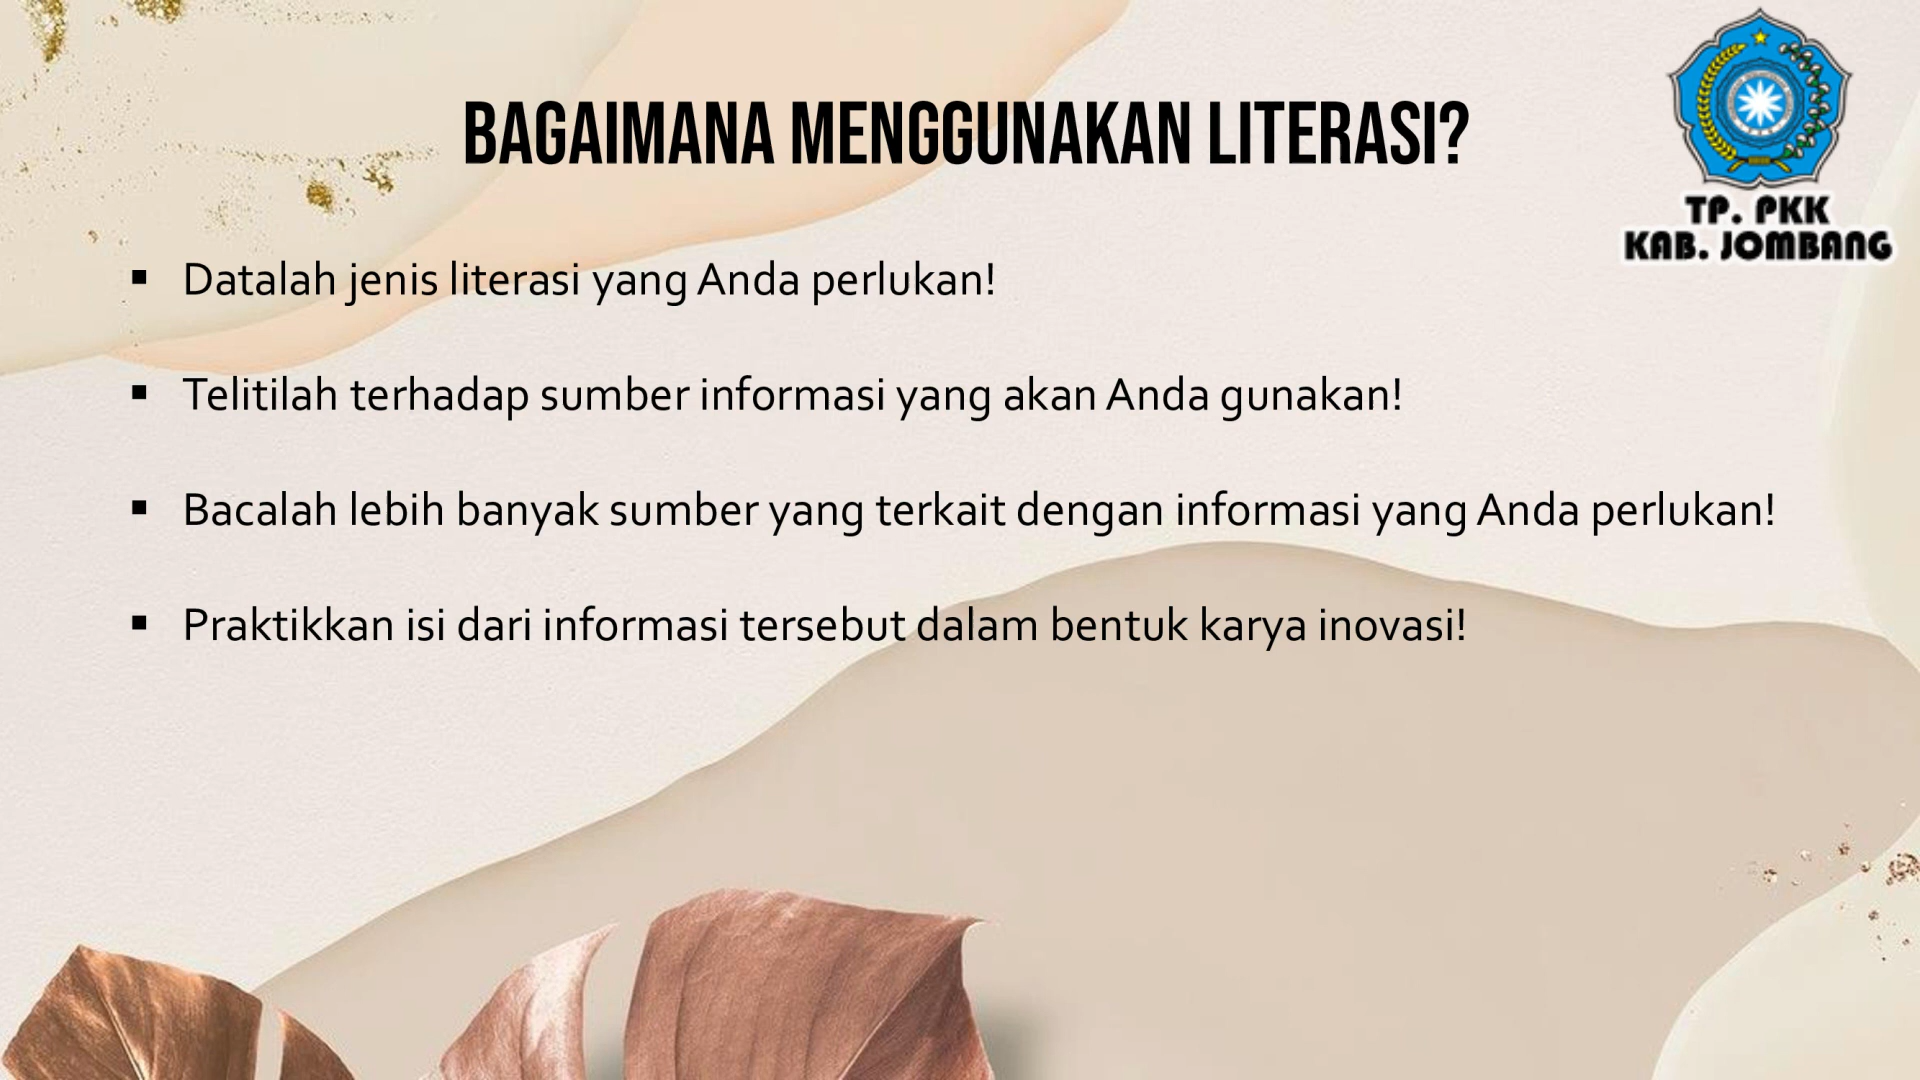 BAGAIMANA MENGGUNAKAN LITERASI?
TP. PKK
KAB. JOMBANG
▪ Datalah jenis literasi yang Anda perlukan!
▪ Telitilah terhadap sumber informasi yang akan Anda gunakan!
▪ Bacalah lebih banyak sumber yang terkait dengan informasi yang Anda perlukan!
▪ Praktikkan isi dari informasi tersebut dalam bentuk karya inovasi!